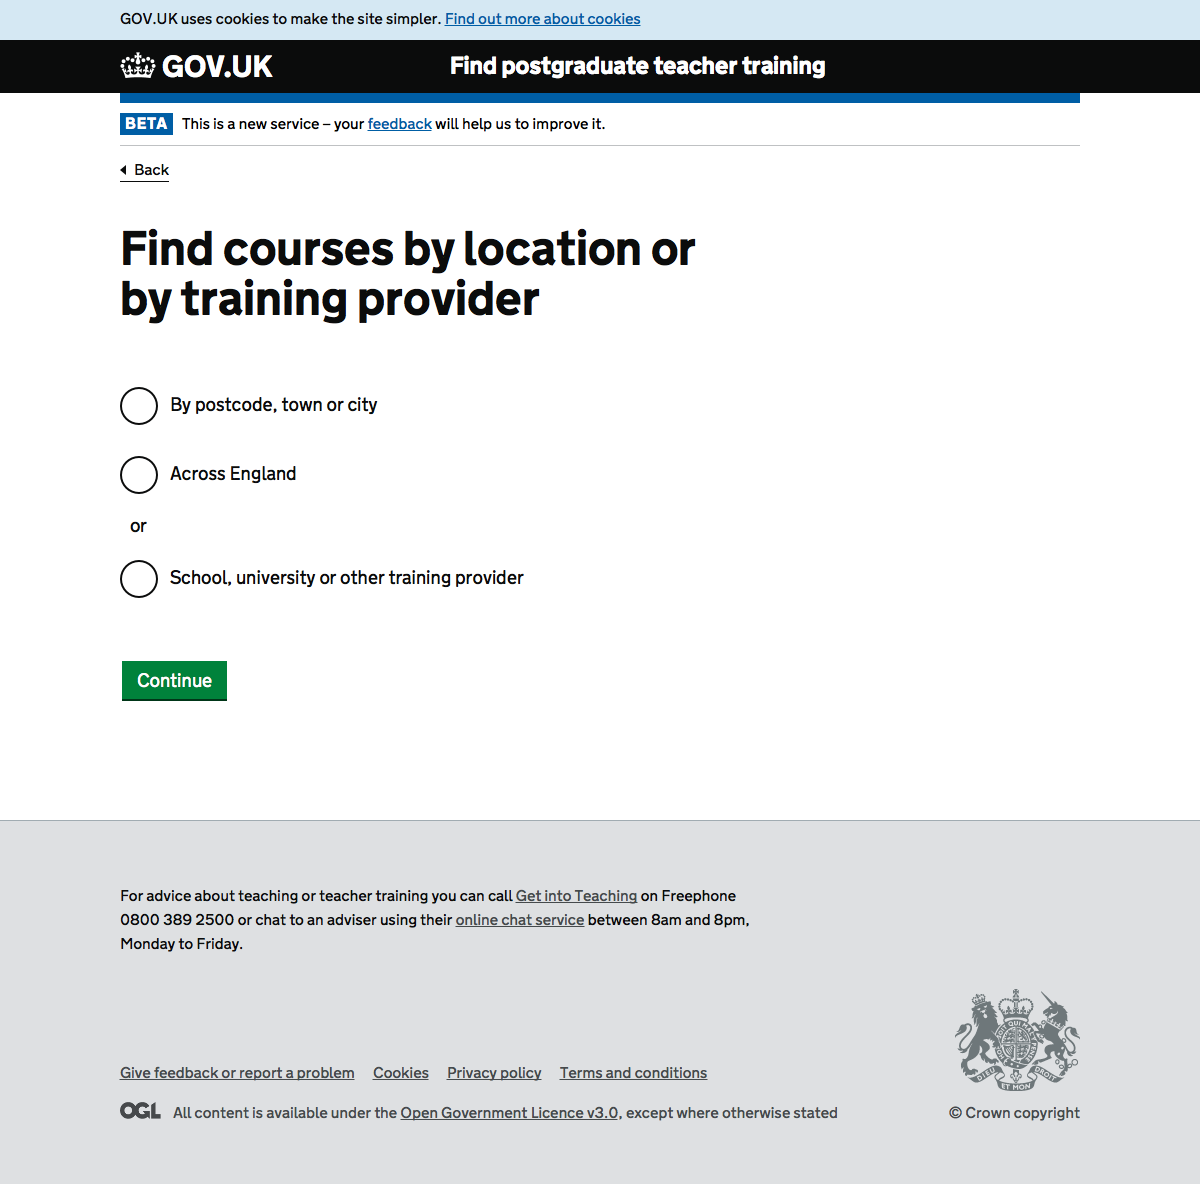 GOV.UK uses cookies to make the site simpler. Find out more about cookies
GOV.UK
Find postgraduate teacher training
BETA This is a new service – your feedback will help us to improve it.
Back
Find courses by location or
by training provider
By postcode, town or city
Across England
or
School, university or other training provider
Continue
For advice about teaching or teacher training you can call Get into Teaching on Freephone
0800 389 2500 or chat to an adviser using their online chat service between 8am and 8pm,
Monday to Friday.
Give feedback or report a problem Cookies Privacy policy Terms and conditions
OGL All content is available under the Open Government Licence v3.0, except where otherwise stated
DIEU ET MON DROIT
© Crown copyright